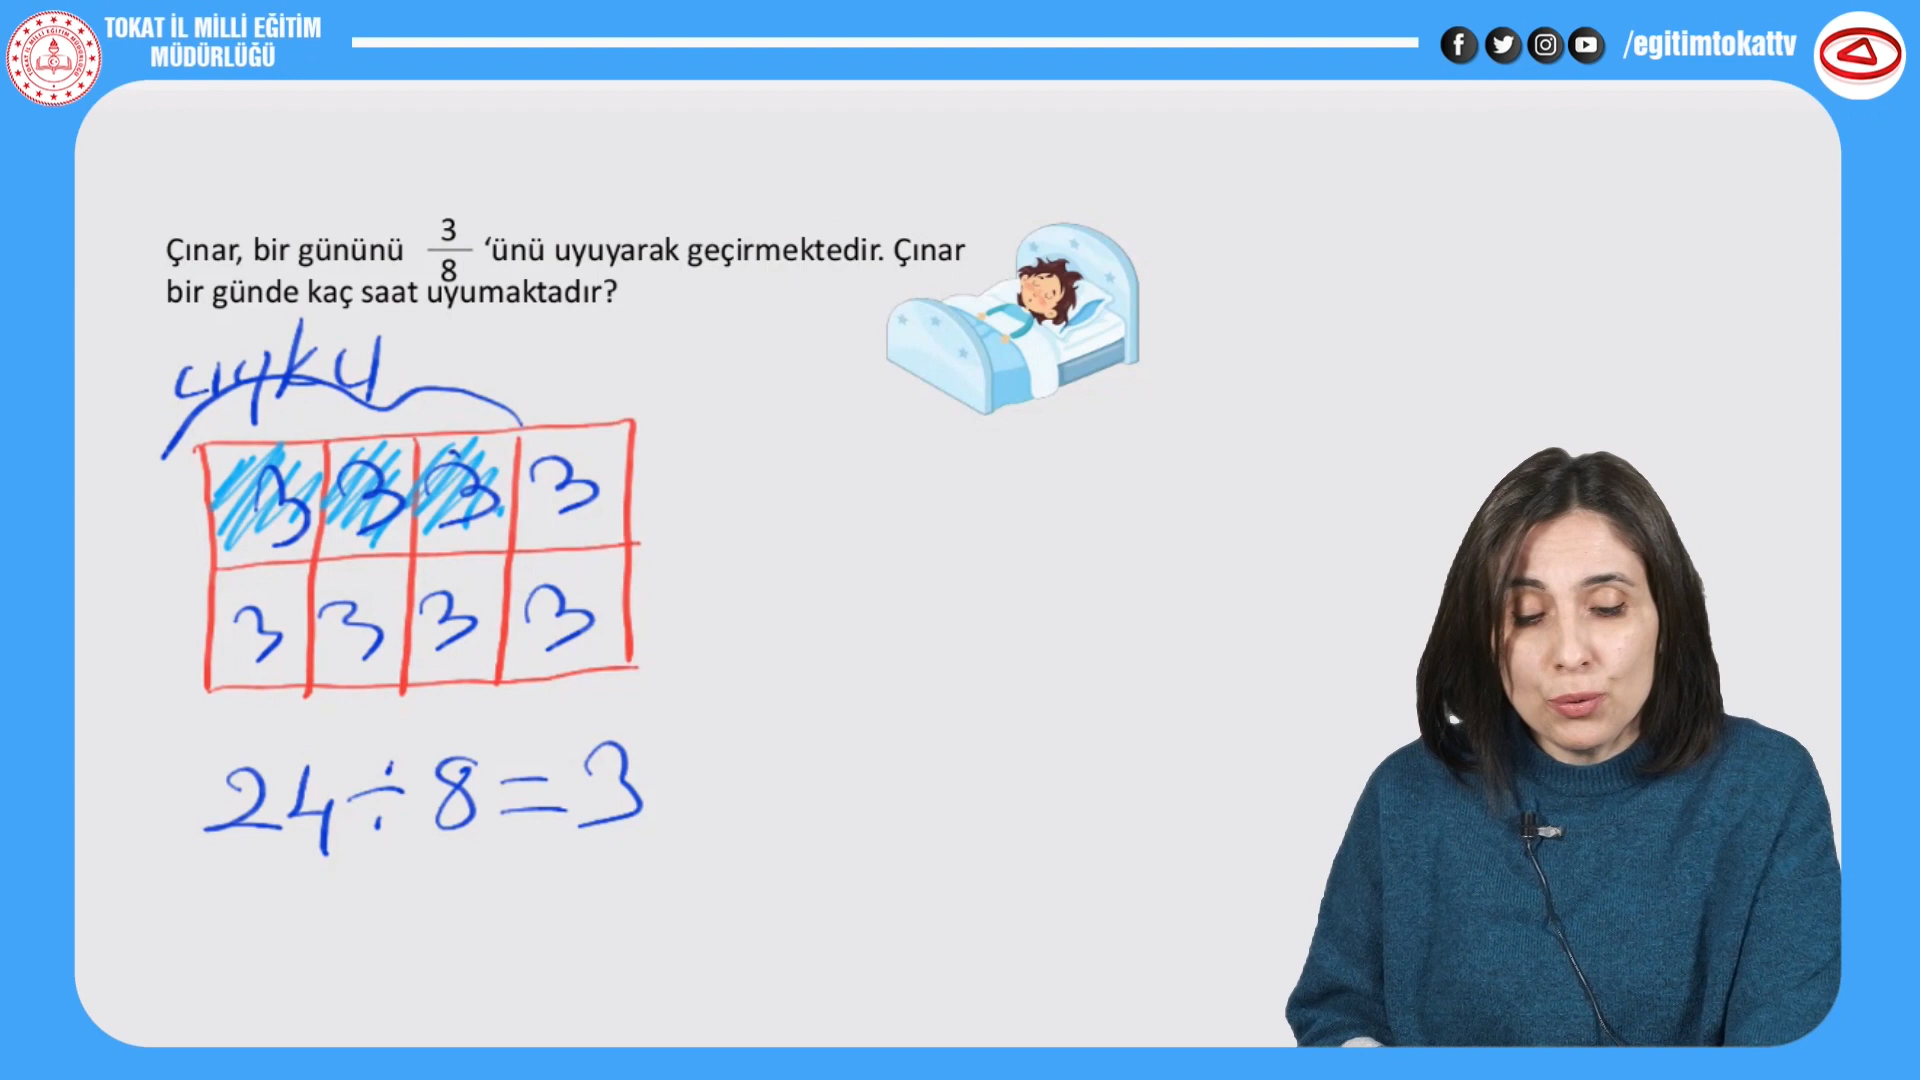 TOKAT İL MİLLİ EĞİTİM
MÜDÜRLÜĞÜ
/egitimtokattv
Çınar, bir gününü 3/8 ‘ünü uyuyarak geçirmektedir. Çınar
bir günde kaç saat uyumaktadır?
uyku
3 3 3 3
3 3 3 3
24÷8=3